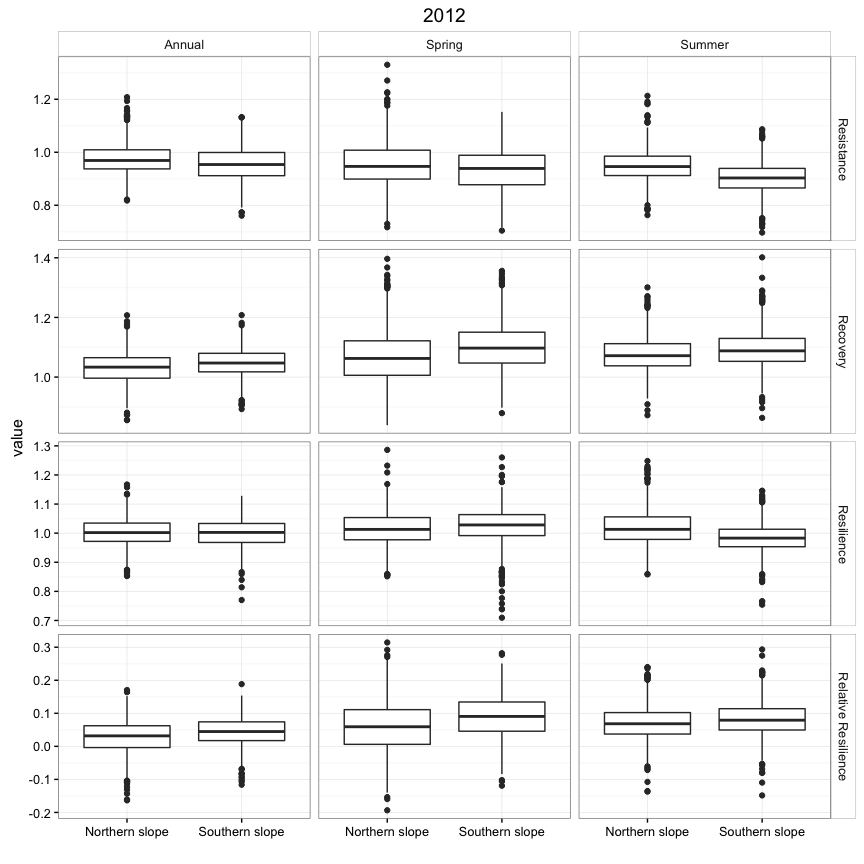 2012
Annual Spring Summer
1.2
1.0
0.8
Resistance
1.4
1.2
1.0
Recovery
value
1.3
1.2
1.1
1.0
0.9
0.8
0.7
Resilience
0.3
0.2
0.1
0.0
-0.1
-0.2
Relative Resilience
Northern slope Southern slope Northern slope Southern slope Northern slope Southern slope